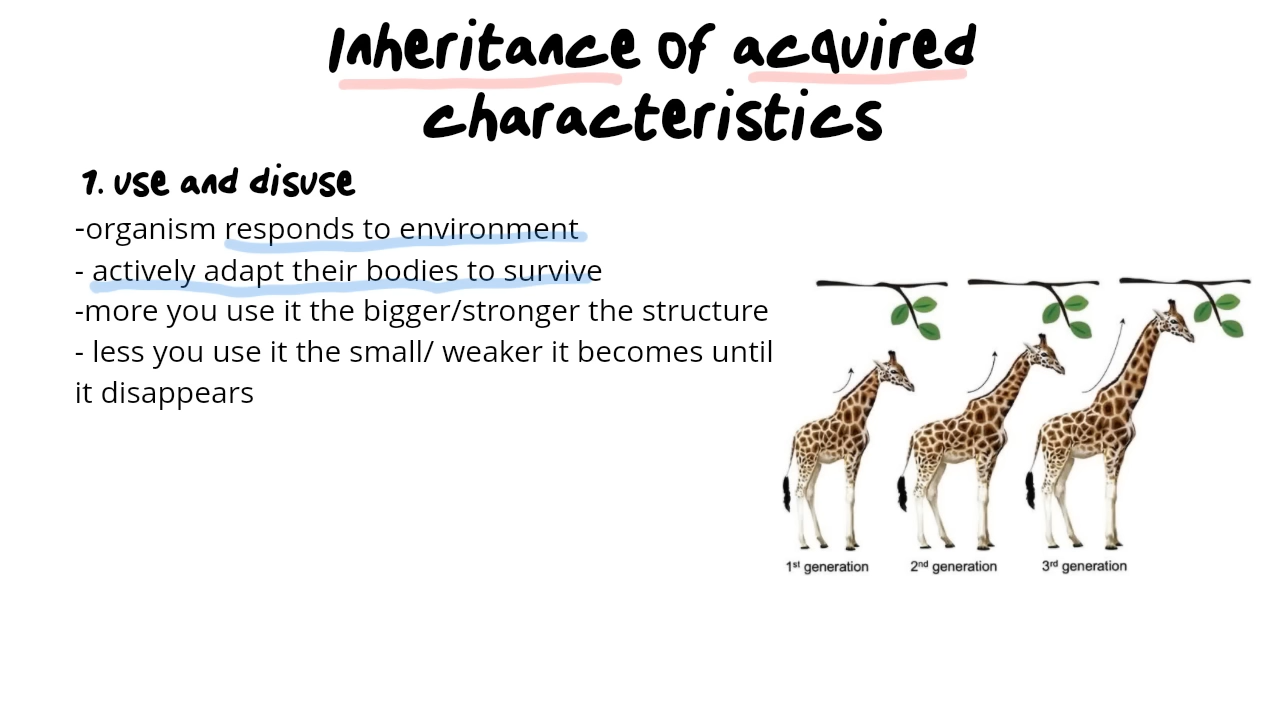 Inheritance of acquired
characteristics
1. use and disuse
-organism responds to environment
- actively adapt their bodies to survive
-more you use it the bigger/stronger the structure
- less you use it the small/ weaker it becomes until
it disappears
1st generation
2nd generation
3rd generation